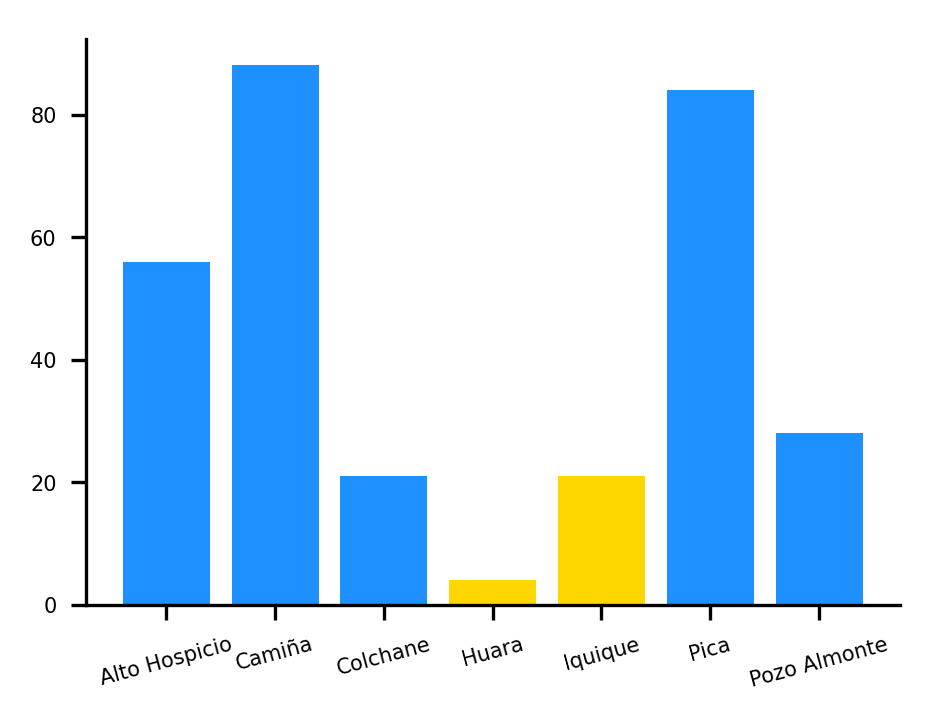 80
60
40
20
0
Alto Hospicio
Camiña
Colchane
Huara
Iquique
Pica
Pozo Almonte